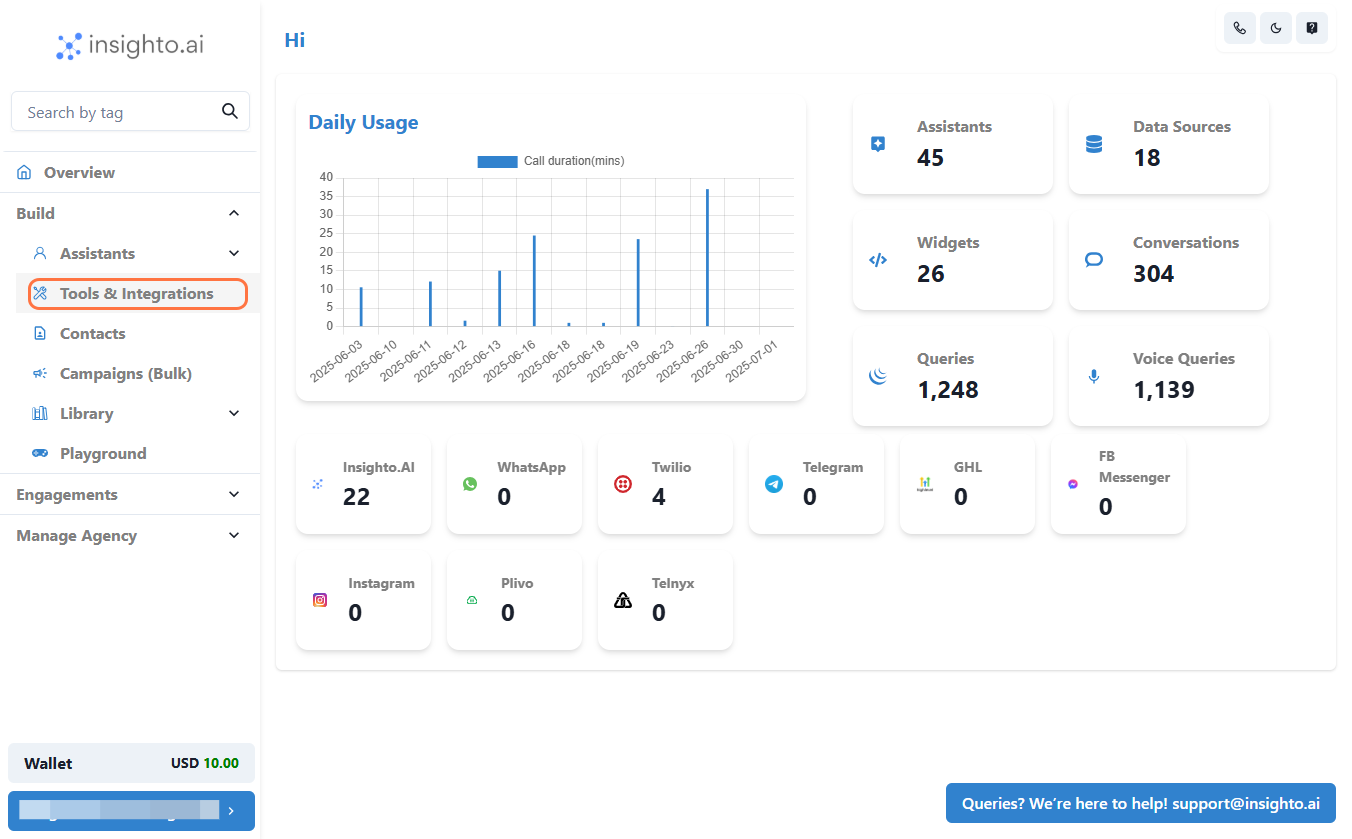 insighto.ai
Search by tag
Overview
Build
Assistants
Tools & Integrations
Contacts
Campaigns (Bulk)
Library
Playground
Engagements
Manage Agency
Wallet USD 10.00
Hi
Daily Usage
Call duration(mins)
40
35
30
25
20
15
10
5
0
2025-06-03
2025-06-10
2025-06-11
2025-06-12
2025-06-13
2025-06-16
2025-06-18
2025-06-18
2025-06-19
2025-06-23
2025-06-26
2025-06-30
2025-07-01
Assistants
45
Data Sources
18
Widgets
26
Conversations
304
Queries
1,248
Voice Queries
1,139
Insighto.AI
22
WhatsApp
0
Twilio
4
Telegram
0
GHL
0
FB
Messenger
0
Instagram
0
Plivo
0
Telnyx
0
Queries? We're here to help! support@insighto.ai